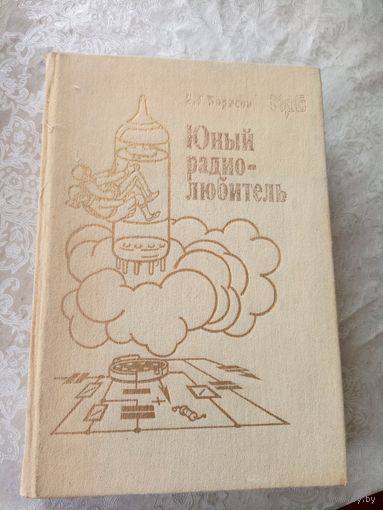 В.Г. Борисов
Юный
радио-
любитель
МРБ